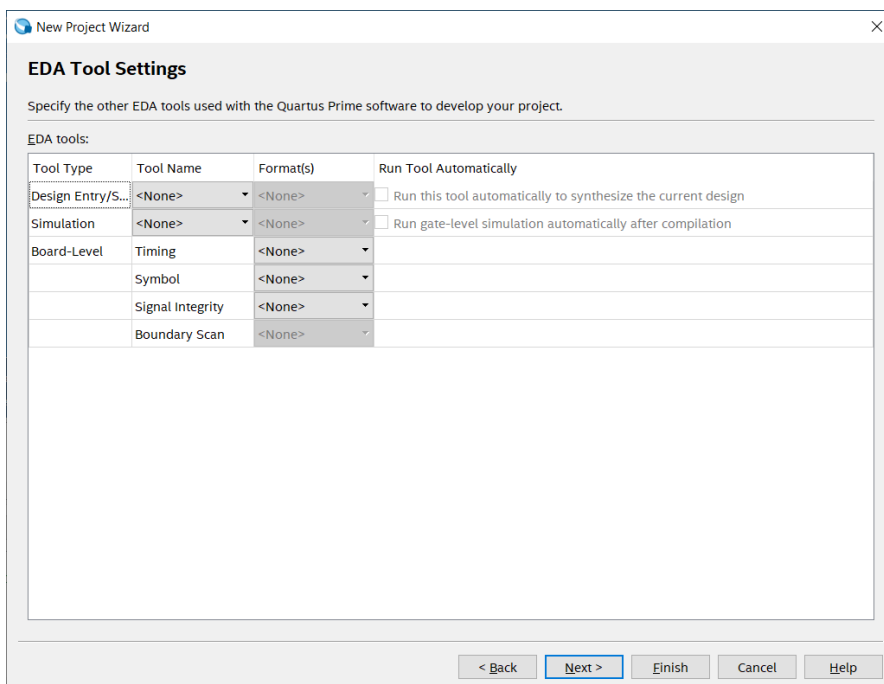 New Project Wizard
EDA Tool Settings
Specify the other EDA tools used with the Quartus Prime software to develop your project.
EDA tools:
Tool Type Tool Name Format(s) Run Tool Automatically
Design Entry/S... <None> <None> Run this tool automatically to synthesize the current design
Simulation <None> <None> Run gate-level simulation automatically after compilation
Board-Level Timing <None>
Symbol <None>
Signal Integrity <None>
Boundary Scan <None>
< Back Next > Finish Cancel Help